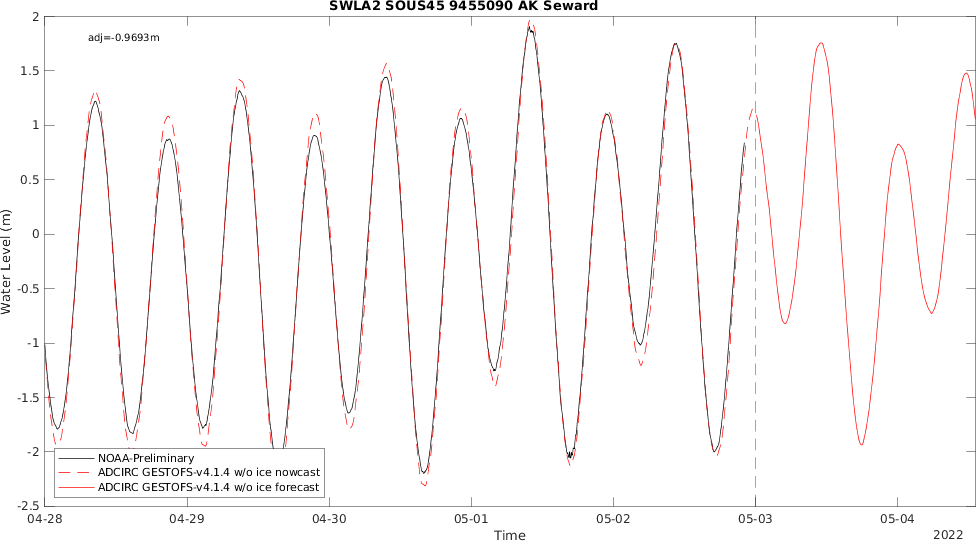 SWLA2 SOUS45 9455090 AK Seward
adj=-0.9693m
2
1.5
1
0.5
0
-0.5
-1
-1.5
-2
-2.5
Water Level (m)
NOAA-Preliminary
ADCIRC GESTOFS-v4.1.4 w/o ice nowcast
ADCIRC GESTOFS-v4.1.4 w/o ice forecast
04-28 04-29 04-30 05-01 05-02 05-03 05-04
Time
2022